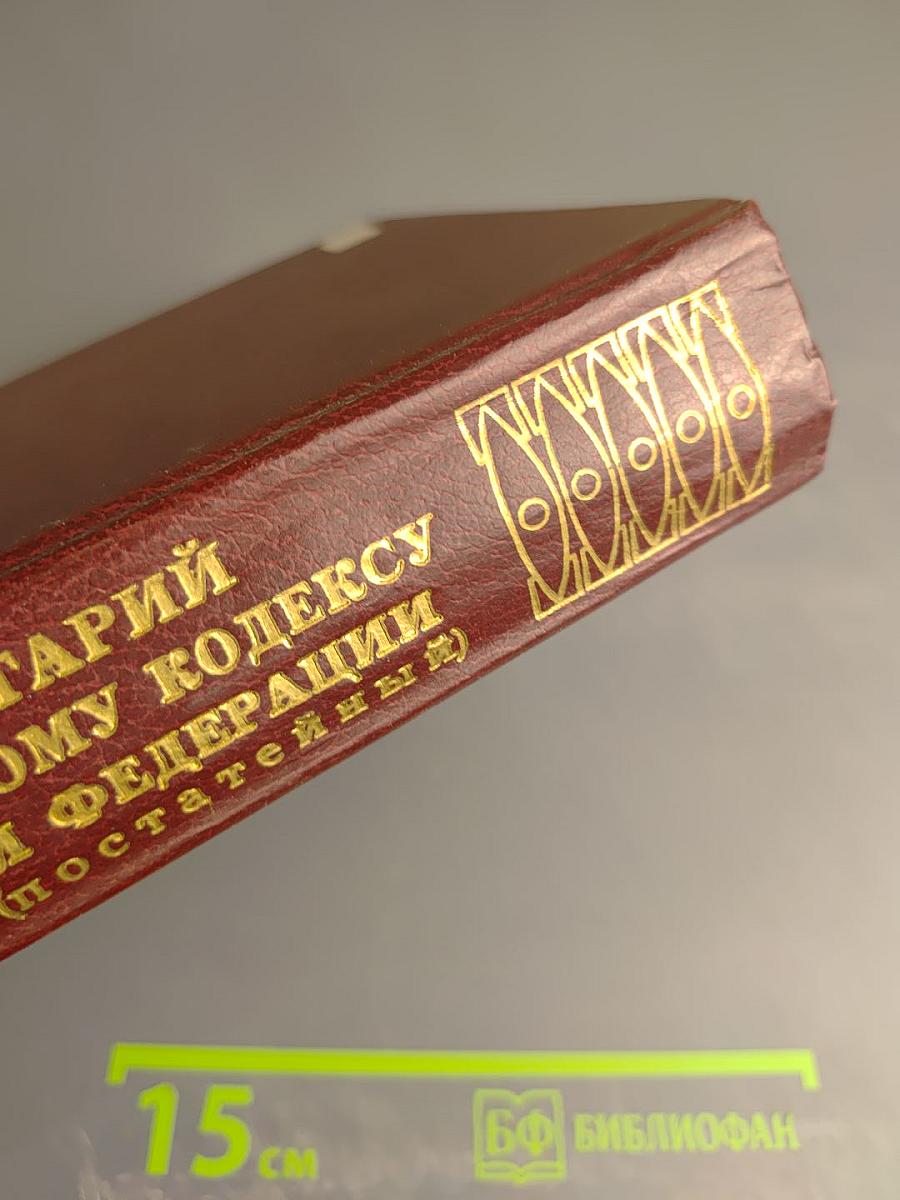 ТАРИЙ
ОМУ КОДЕКСУ
Й ФЕДЕРАЦИИ
(постатейный)
15 см
БФ БИБЛИОФАН